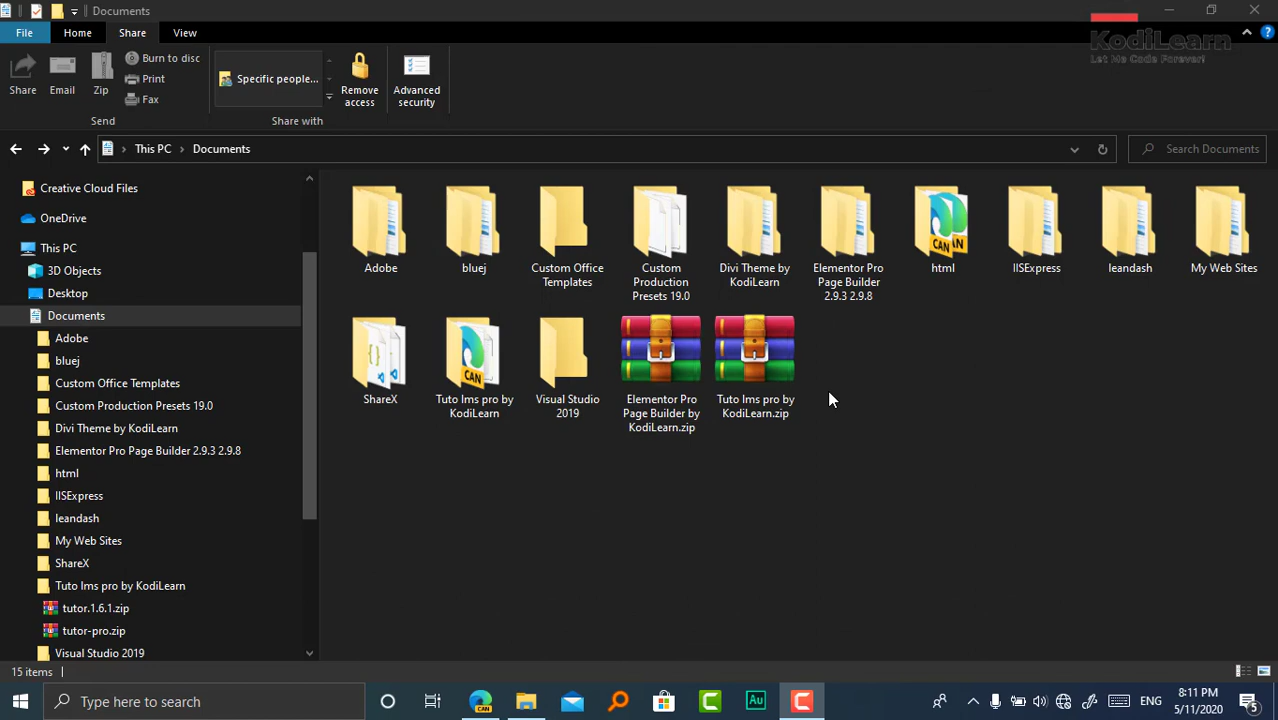 Documents
KodiLearn
Let Me Code Forever!
File Home Share View
Share
Email
Zip
Burn to disc
Print
Fax
Send
Specific people...
Remove
access
Advanced
security
Share with
This PC > Documents
Search Documents
Creative Cloud Files
OneDrive
This PC
3D Objects
Desktop
Documents
Adobe
bluej
Custom Office Templates
Custom Production Presets 19.0
Divi Theme by KodiLearn
Elementor Pro Page Builder 2.9.3 2.9.8
html
IISExpress
leandash
My Web Sites
ShareX
Tuto lms pro by KodiLearn
tutor.1.6.1.zip
tutor-pro.zip
Visual Studio 2019
Adobe
bluej
Custom Office
Templates
Custom
Production
Presets 19.0
Divi Theme by
KodiLearn
Elementor Pro
Page Builder
2.9.3 2.9.8
CAN
AN
html
IISExpress
leandash
My Web Sites
ShareX
CAN
Tuto lms pro by
KodiLearn
Visual Studio
2019
Elementor Pro
Page Builder by
KodiLearn.zip
Tuto lms pro by
KodiLearn.zip
15 items
Type here to search
CAN
Au
ENG
8:11 PM
5/11/2020
5